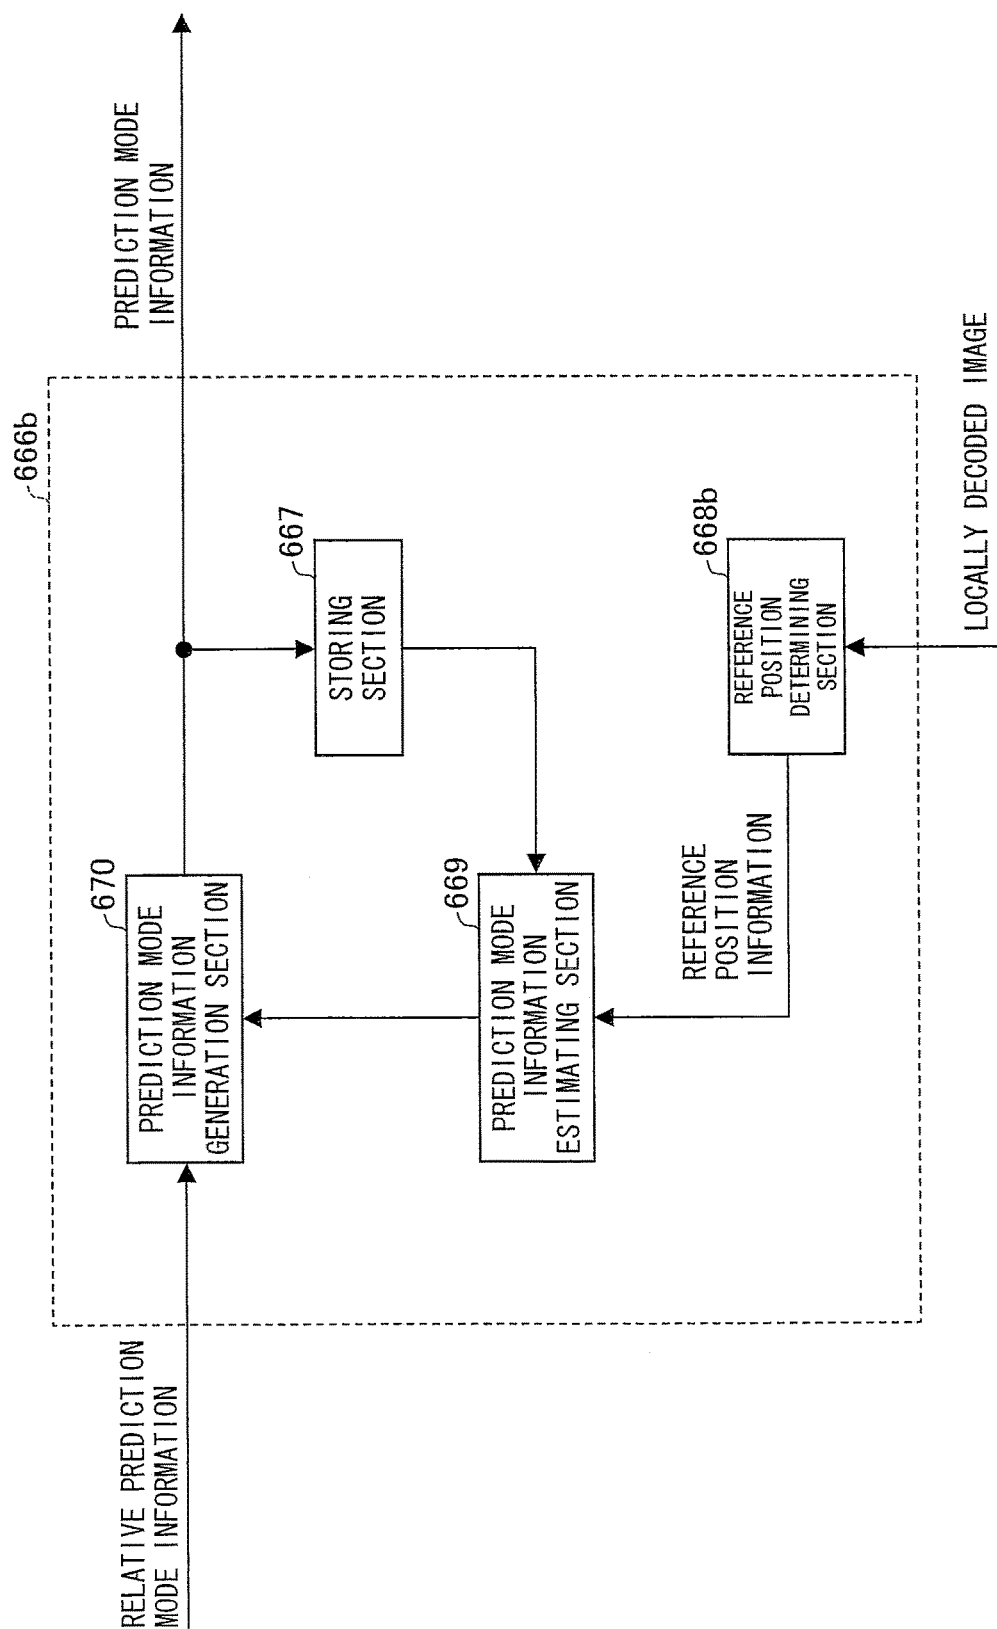 666b
RELATIVE PREDICTION
MODE INFORMATION
670
PREDICTION MODE
INFORMATION
GENERATION SECTION
PREDICTION MODE
INFORMATION
667
STORING
SECTION
669
PREDICTION MODE
INFORMATION
ESTIMATING SECTION
REFERENCE
POSITION
INFORMATION
668b
REFERENCE
POSITION
DETERMINING
SECTION
LOCALLY DECODED IMAGE